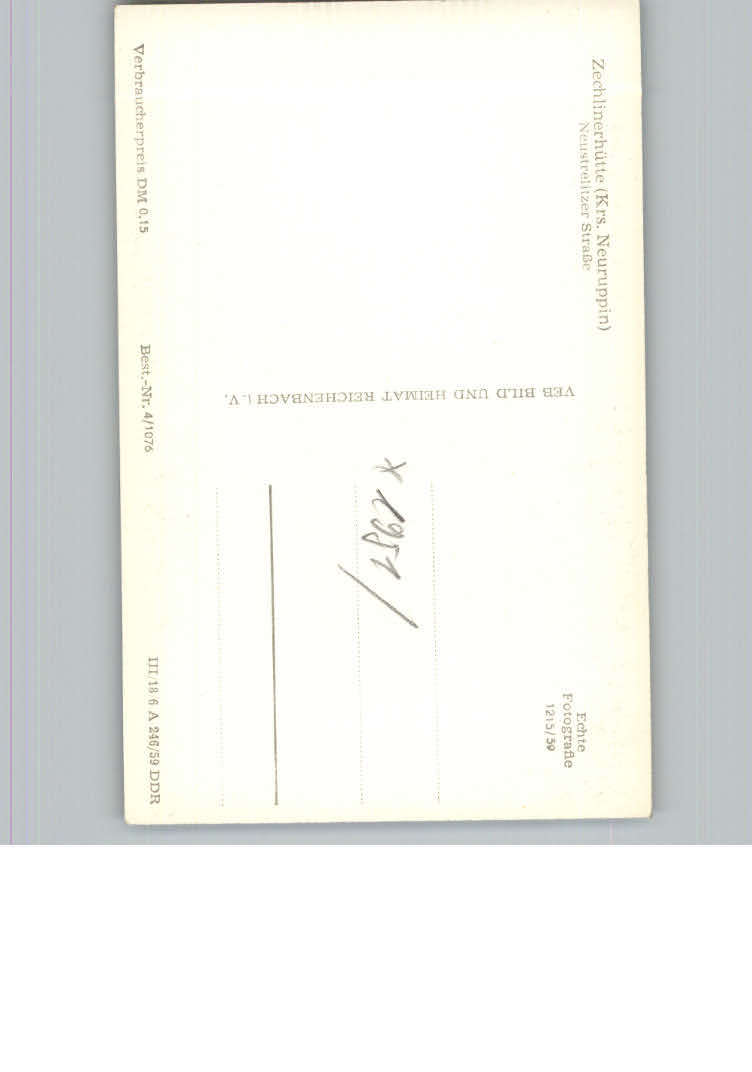 Zechlinerhütte (Krs. Neuruppin)
Neustrelitzer Straße
Echte
Fotografie
1215/59
VEB BILD UND HEIMAT REICHENBACH i. V.
Verbraucherpreis DM 0,15
Best.-Nr. 4/1076
III/18 6 A 246/59 DDR